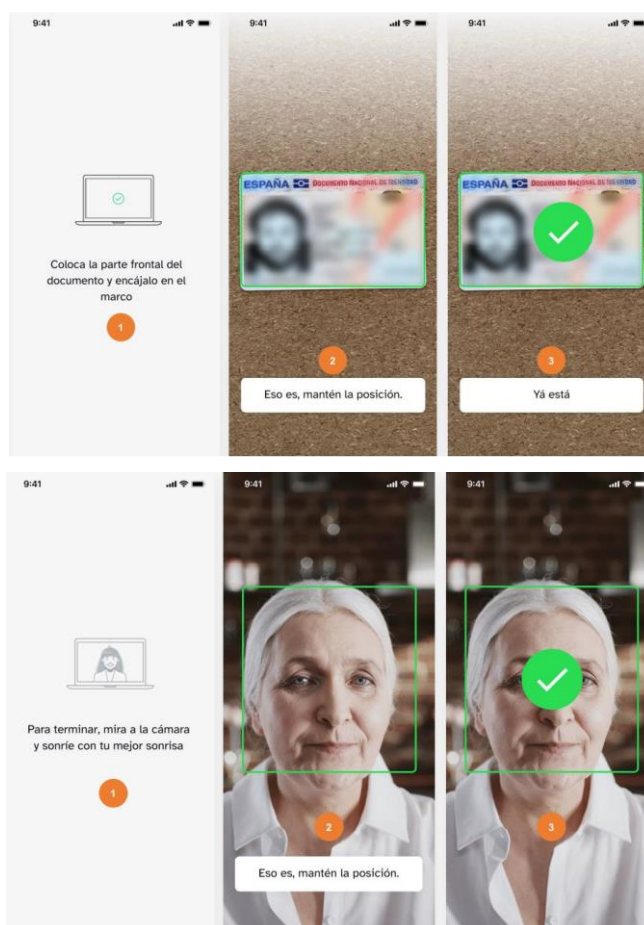 9:41
9:41
9:41
ESPAÑA DOCUMENTO NACIONAL DE IDENTIDAD
ESPAÑA DOCUMENTO NACIONAL DE IDENTIDAD
Coloca la parte frontal del
documento y encájalo en el
marco
1
2
3
Eso es, mantén la posición.
Yá está
9:41
9:41
9:41
Para terminar, mira a la cámara
y sonríe con tu mejor sonrisa
1
2
3
Eso es, mantén la posición.